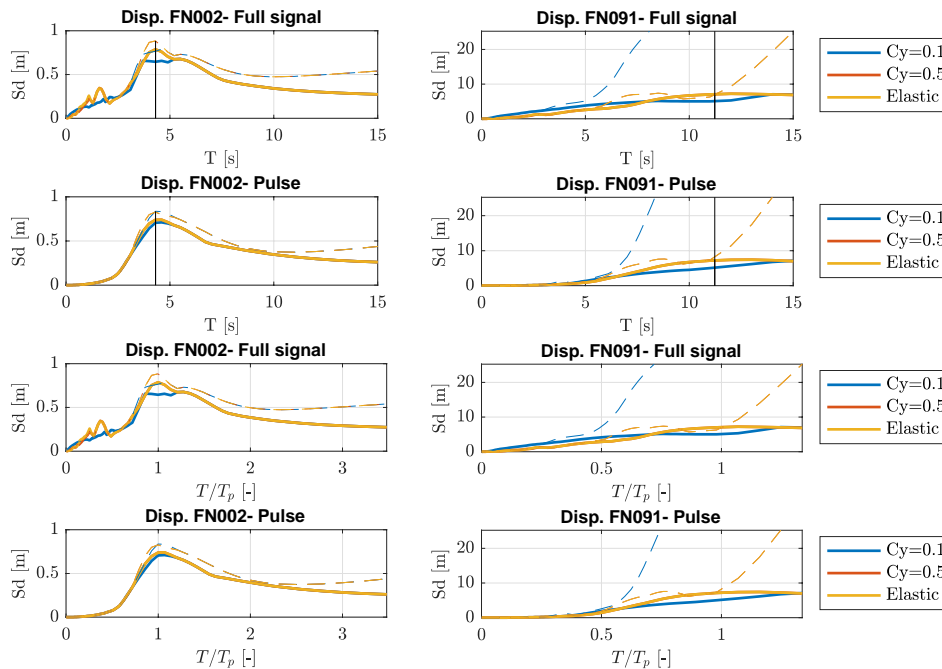 Disp. FN002- Full signal
Sd [m]
1
0.5
0
0 5 10 15
T [s]
Disp. FN091- Full signal
Sd [m]
20
10
0
0 5 10 15
T [s]
Cy=0.1
Cy=0.5
Elastic
Disp. FN002- Pulse
Sd [m]
1
0.5
0
0 5 10 15
T [s]
Disp. FN091- Pulse
Sd [m]
20
10
0
0 5 10 15
T [s]
Cy=0.1
Cy=0.5
Elastic
Disp. FN002- Full signal
Sd [m]
1
0.5
0
0 1 2 3
T/T_p [-]
Disp. FN091- Full signal
Sd [m]
20
10
0
0 0.5 1
T/T_p [-]
Cy=0.1
Cy=0.5
Elastic
Disp. FN002- Pulse
Sd [m]
1
0.5
0
0 1 2 3
T/T_p [-]
Disp. FN091- Pulse
Sd [m]
20
10
0
0 0.5 1
T/T_p [-]
Cy=0.1
Cy=0.5
Elastic